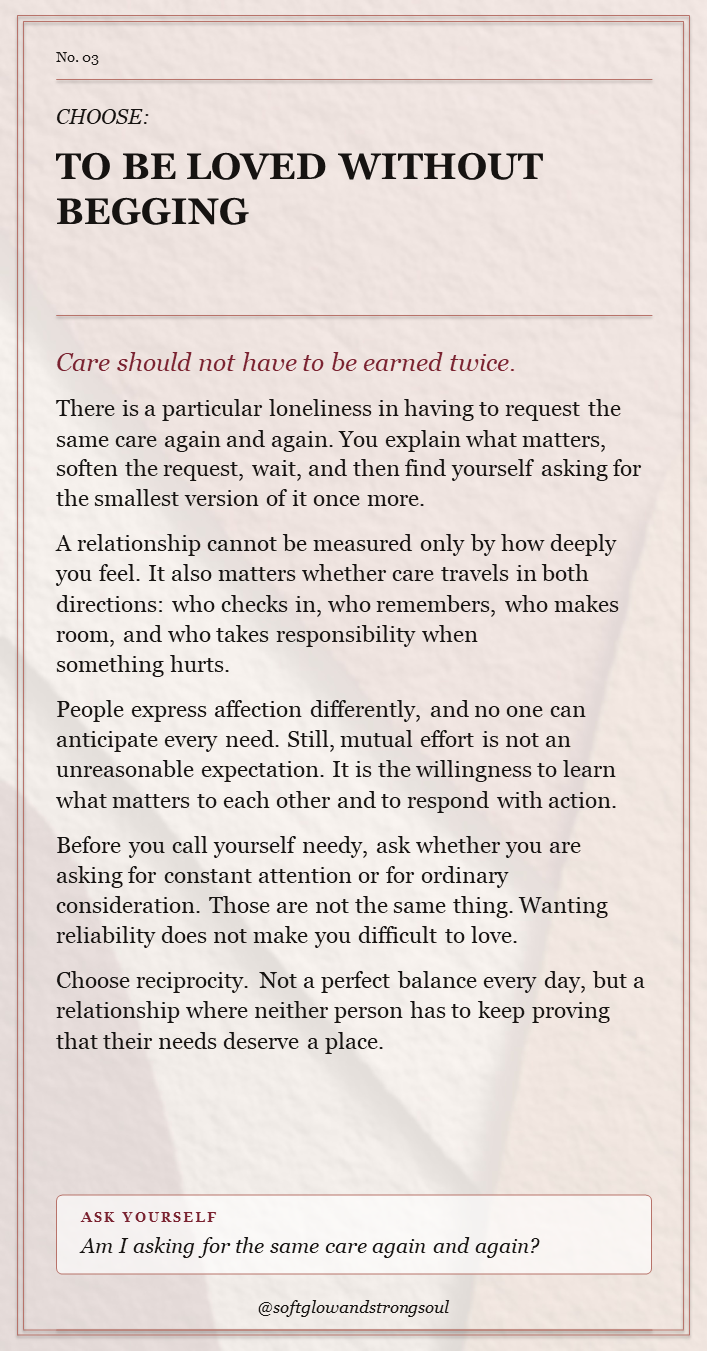 No. 03
CHOOSE:
TO BE LOVED WITHOUT
BEGGING
Care should not have to be earned twice.
There is a particular loneliness in having to request the
same care again and again. You explain what matters,
soften the request, wait, and then find yourself asking for
the smallest version of it once more.
A relationship cannot be measured only by how deeply
you feel. It also matters whether care travels in both
directions: who checks in, who remembers, who makes
room, and who takes responsibility when
something hurts.
People express affection differently, and no one can
anticipate every need. Still, mutual effort is not an
unreasonable expectation. It is the willingness to learn
what matters to each other and to respond with action.
Before you call yourself needy, ask whether you are
asking for constant attention or for ordinary
consideration. Those are not the same thing. Wanting
reliability does not make you difficult to love.
Choose reciprocity. Not a perfect balance every day, but a
relationship where neither person has to keep proving
that their needs deserve a place.
ASK YOURSELF
Am I asking for the same care again and again?
@softglowandstrongsoul